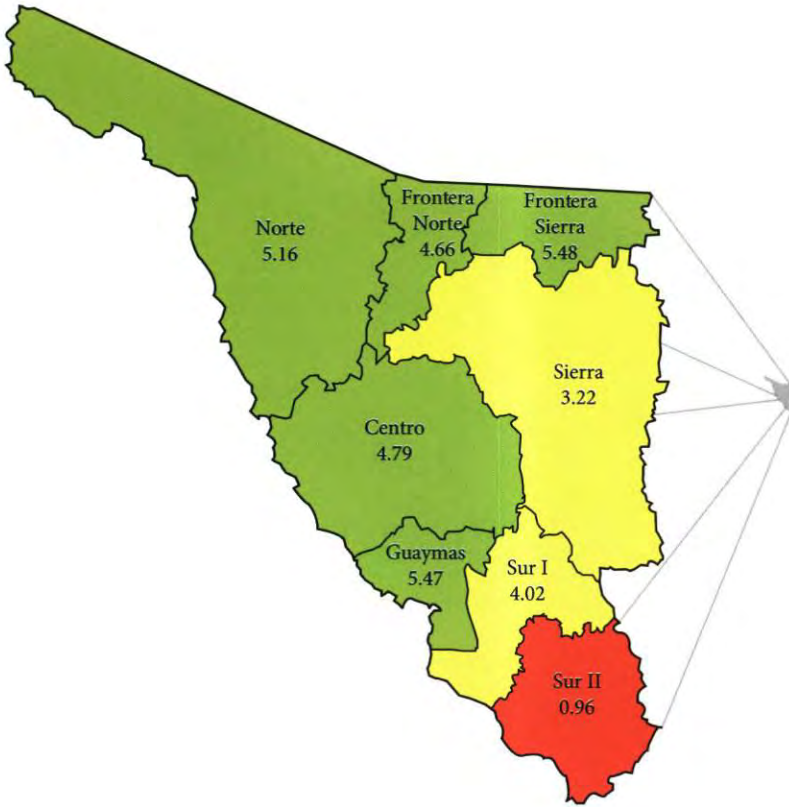 Norte
5.16
Frontera
Norte
4.66
Frontera
Sierra
5.48
Sierra
3.22
Centro
4.79
Guaymas
5.47
Sur I
4.02
Sur II
0.96